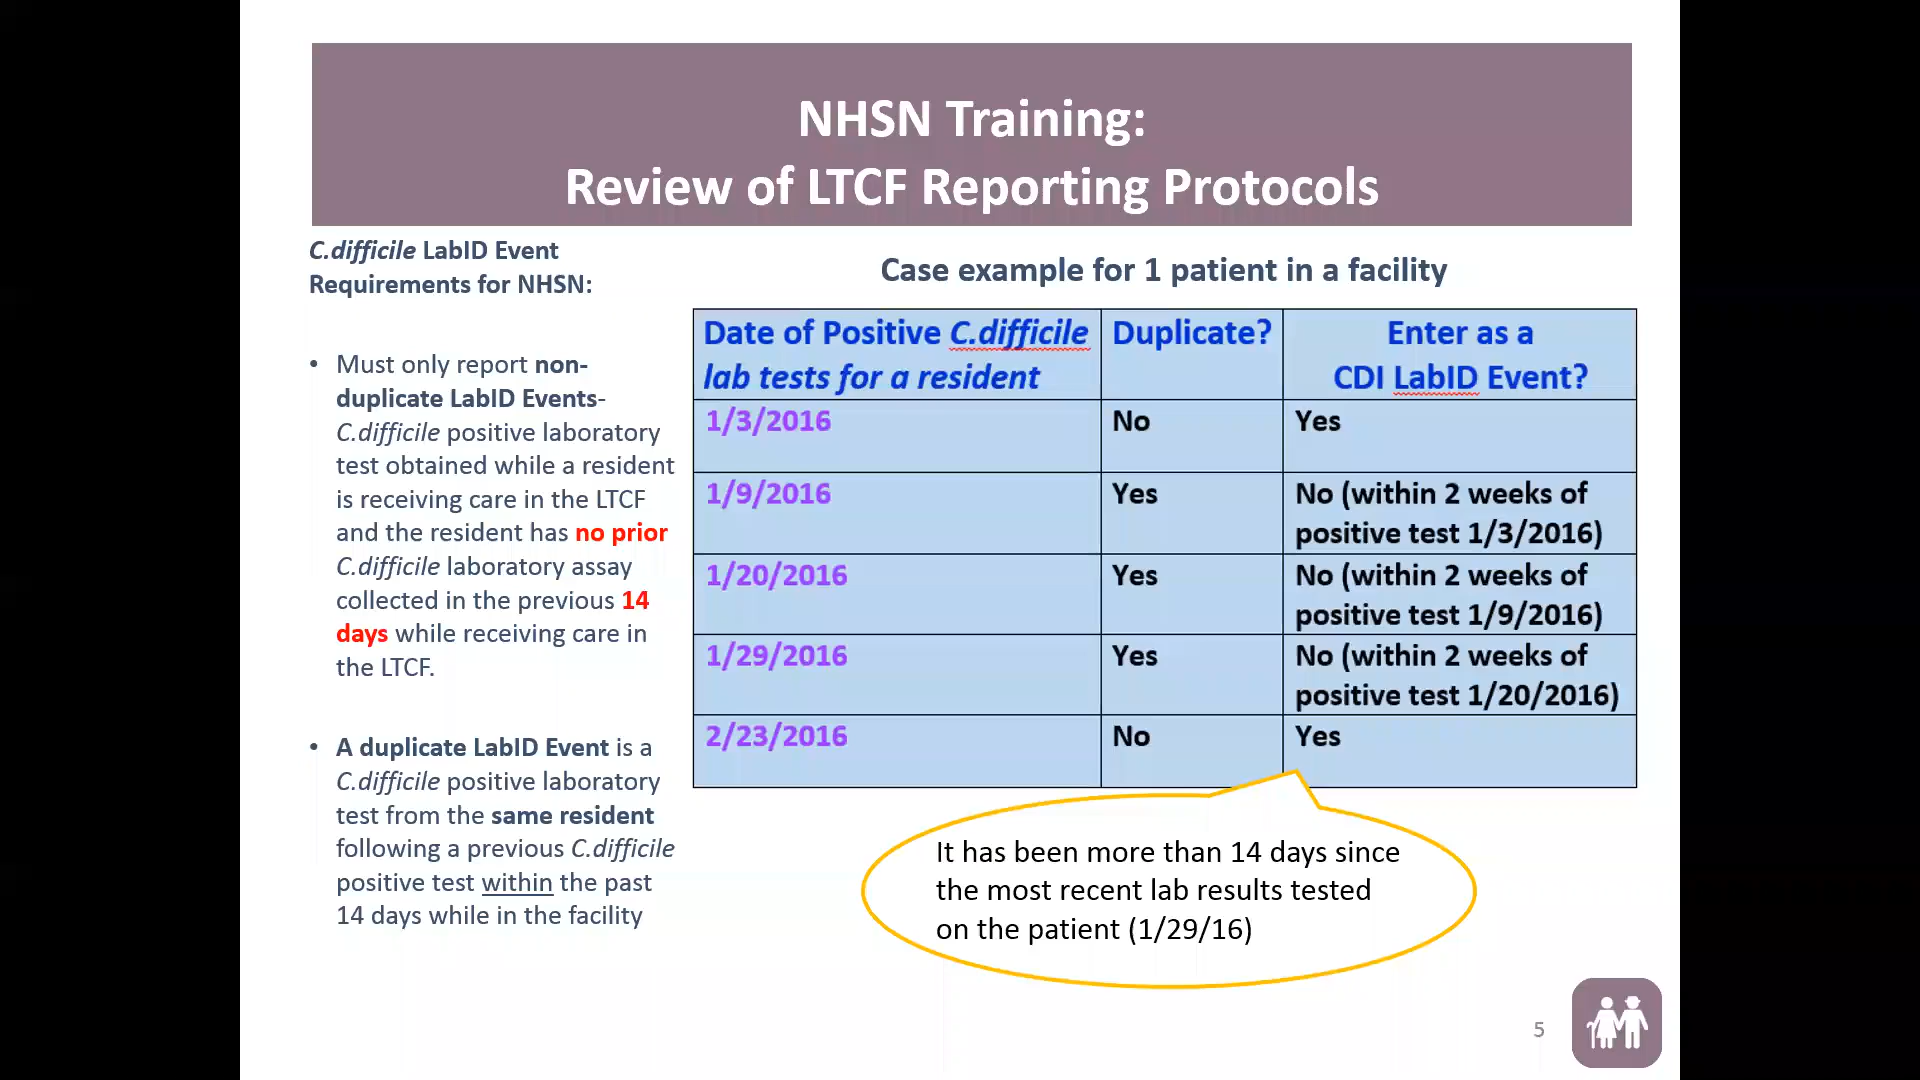 NHSN Training:
Review of LTCF Reporting Protocols
C.difficile LabID Event
Requirements for NHSN:
• Must only report non-
duplicate LabID Events-
C.difficile positive laboratory
test obtained while a resident
is receiving care in the LTCF
and the resident has no prior
C.difficile laboratory assay
collected in the previous 14
days while receiving care in
the LTCF.
• A duplicate LabID Event is a
C.difficile positive laboratory
test from the same resident
following a previous C.difficile
positive test within the past
14 days while in the facility
Case example for 1 patient in a facility
Date of Positive C.difficile
lab tests for a resident
Duplicate?
Enter as a
CDI LabID Event?
1/3/2016
No
Yes
1/9/2016
Yes
No (within 2 weeks of
positive test 1/3/2016)
1/20/2016
Yes
No (within 2 weeks of
positive test 1/9/2016)
1/29/2016
Yes
No (within 2 weeks of
positive test 1/20/2016)
2/23/2016
No
Yes
It has been more than 14 days since
the most recent lab results tested
on the patient (1/29/16)
5